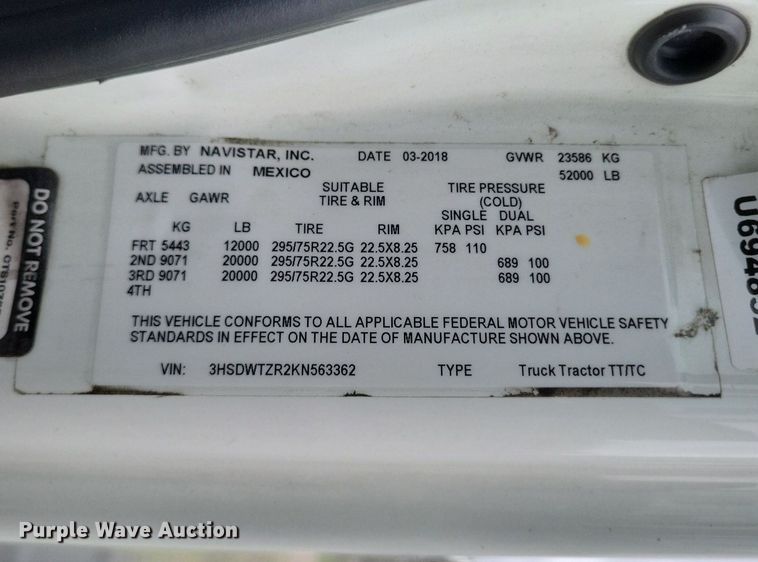 MFG. BY NAVISTAR, INC. DATE 03-2018 GVWR 23586 KG
ASSEMBLED IN MEXICO 52000 LB
AXLE GAWR SUITABLE TIRE & RIM TIRE PRESSURE (COLD)
SINGLE DUAL
KG LB TIRE RIM KPA PSI KPA PSI
FRT 5443 12000 295/75R22.5G 22.5X8.25 758 110
2ND 9071 20000 295/75R22.5G 22.5X8.25 689 100
3RD 9071 20000 295/75R22.5G 22.5X8.25 689 100
4TH
THIS VEHICLE CONFORMS TO ALL APPLICABLE FEDERAL MOTOR VEHICLE SAFETY
STANDARDS IN EFFECT ON THE DATE OF MANUFACTURE SHOWN ABOVE.
VIN: 3HSDWTZR2KN563362 TYPE Truck Tractor TT/TC
DO NOT REMOVE
Part No.
Purple Wave Auction